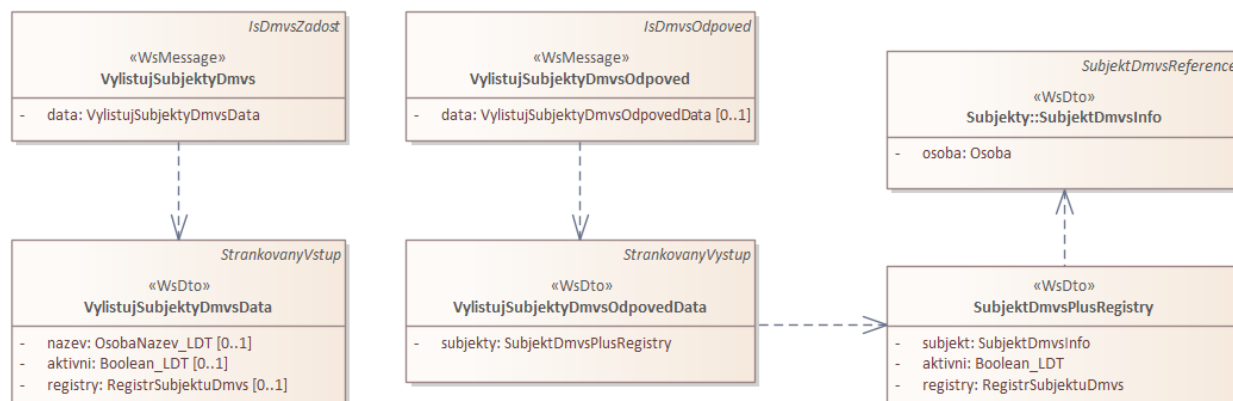 IsDmvsZadost
«WsMessage»
VylistujSubjektyDmvs
- data: VylistujSubjektyDmvsData
IsDmvsOdpoved
«WsMessage»
VylistujSubjektyDmvsOdpoved
- data: VylistujSubjektyDmvsOdpovedData [0..1]
SubjektDmvsReference
«WsDto»
Subjekty::SubjektDmvsInfo
- osoba: Osoba
StrankovanyVstup
«WsDto»
VylistujSubjektyDmvsData
- nazev: OsobaNazev_LDT [0..1]
- aktivni: Boolean_LDT [0..1]
- registry: RegistrSubjektuDmvs [0..1]
StrankovanyVystup
«WsDto»
VylistujSubjektyDmvsOdpovedData
- subjekty: SubjektDmvsPlusRegistry
«WsDto»
SubjektDmvsPlusRegistry
- subjekt: SubjektDmvsInfo
- aktivni: Boolean_LDT
- registry: RegistrSubjektuDmvs